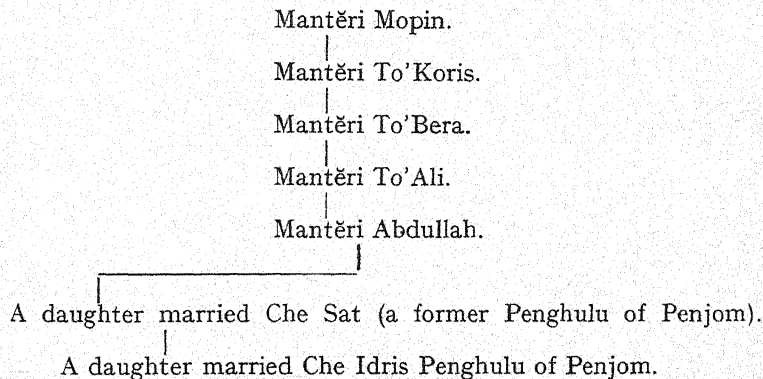 Mantĕri Mopin.
Mantĕri To'Koris.
Mantĕri To'Bera.
Mantĕri To'Ali.
Mantĕri Abdullah.
A daughter married Che Sat (a former Penghulu of Penjom).
A daughter married Che Idris Penghulu of Penjom.